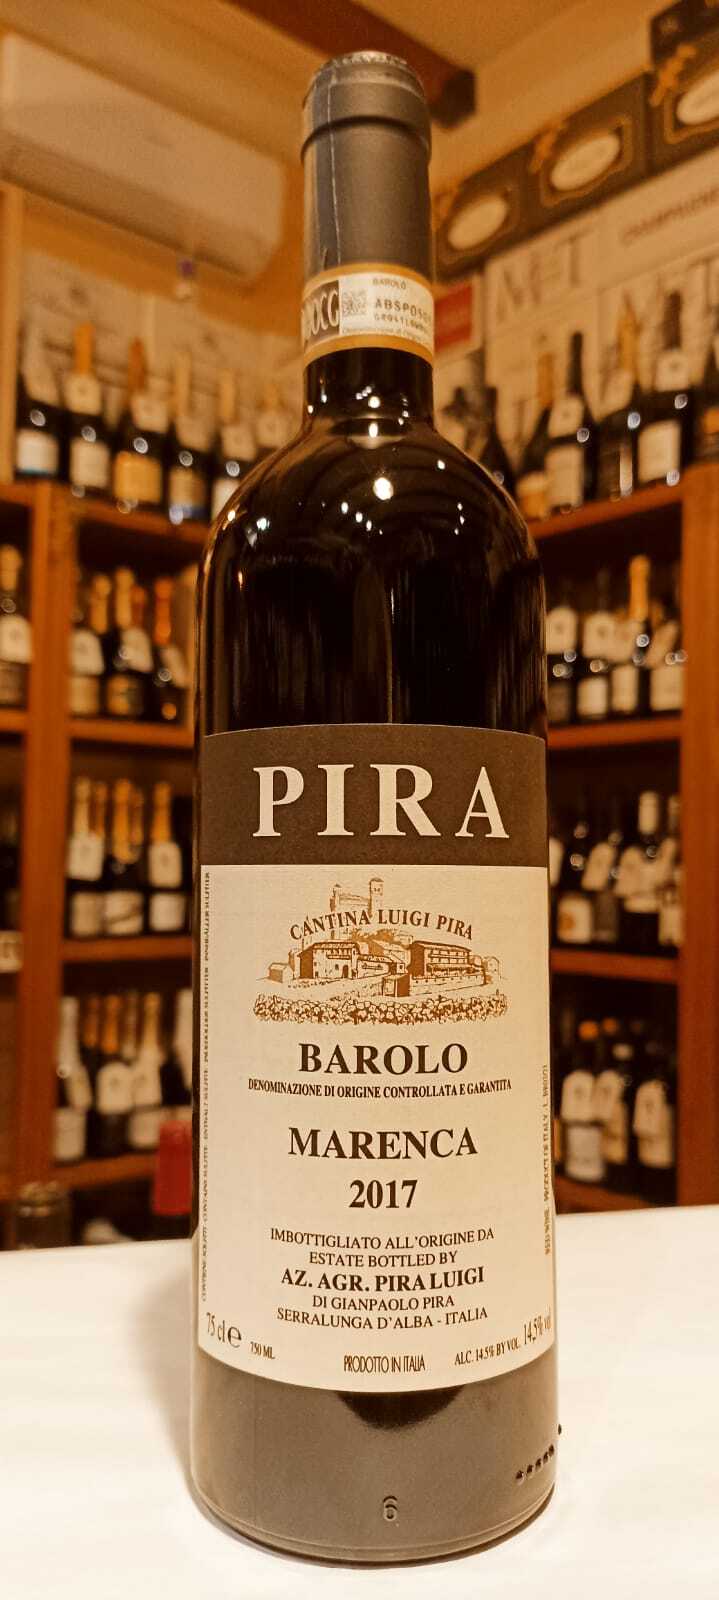 DOCG
BAROLO
PIRA
CANTINA LUIGI PIRA
BAROLO
DENOMINAZIONE DI ORIGINE CONTROLLATA E GARANTITA
MARENCA
2017
IMBOTTIGLIATO ALL'ORIGINE DA
ESTATE BOTTLED BY
AZ. AGR. PIRA LUIGI
DI GIANPAOLO PIRA
SERRALUNGA D'ALBA - ITALIA
75 cl e
750 ML
PRODOTTO IN ITALIA
ALC. 14.5% BY VOL.
14,5% vol
6